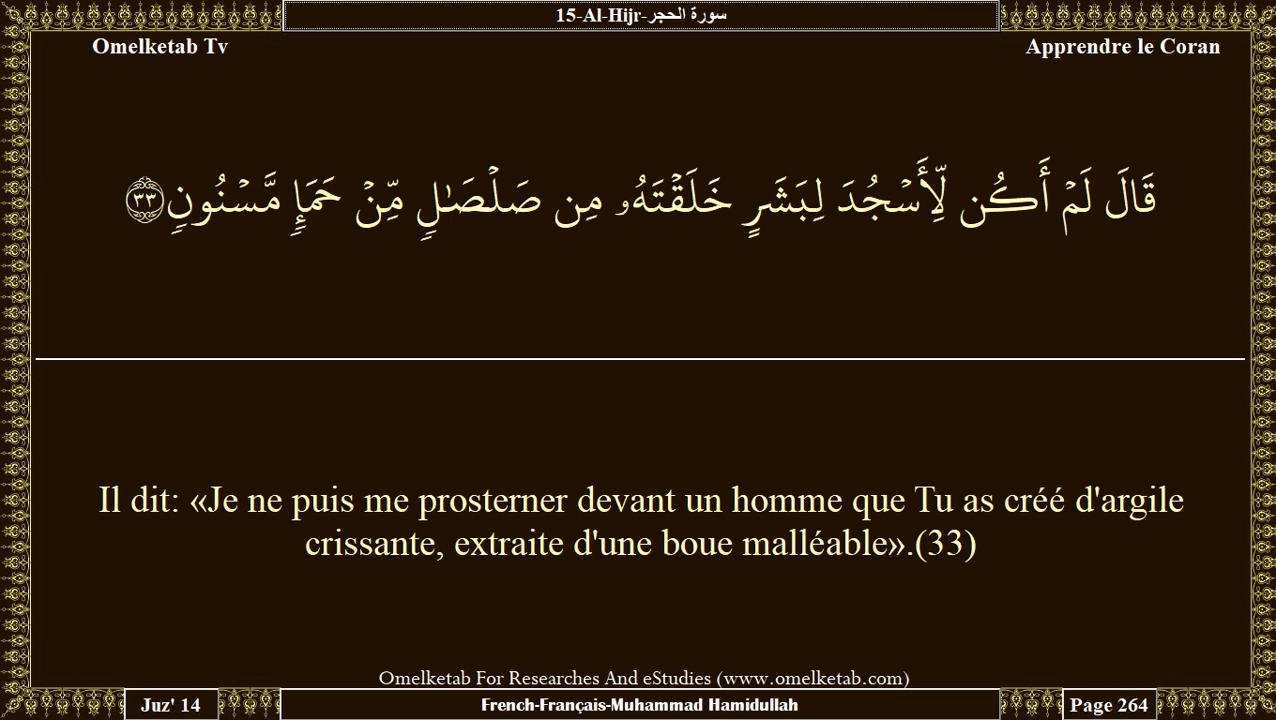 15-Al-Hijr-سورة الحجر
Omelketab Tv
Apprendre le Coran
قَالَ لَمۡ أَكُن لِّأَسۡجُدَ لِبَشَرٍ خَلَقۡتَهُۥ مِن صَلۡصَٰلٖ مِّنۡ حَمَإٖ مَّسۡنُونٖ ٣٣
Il dit: «Je ne puis me prosterner devant un homme que Tu as créé d'argile
crissante, extraite d'une boue malléable».(33)
Omelketab For Researches And eStudies (www.omelketab.com)
Juz' 14
French-Français-Muhammad Hamidullah
Page 264